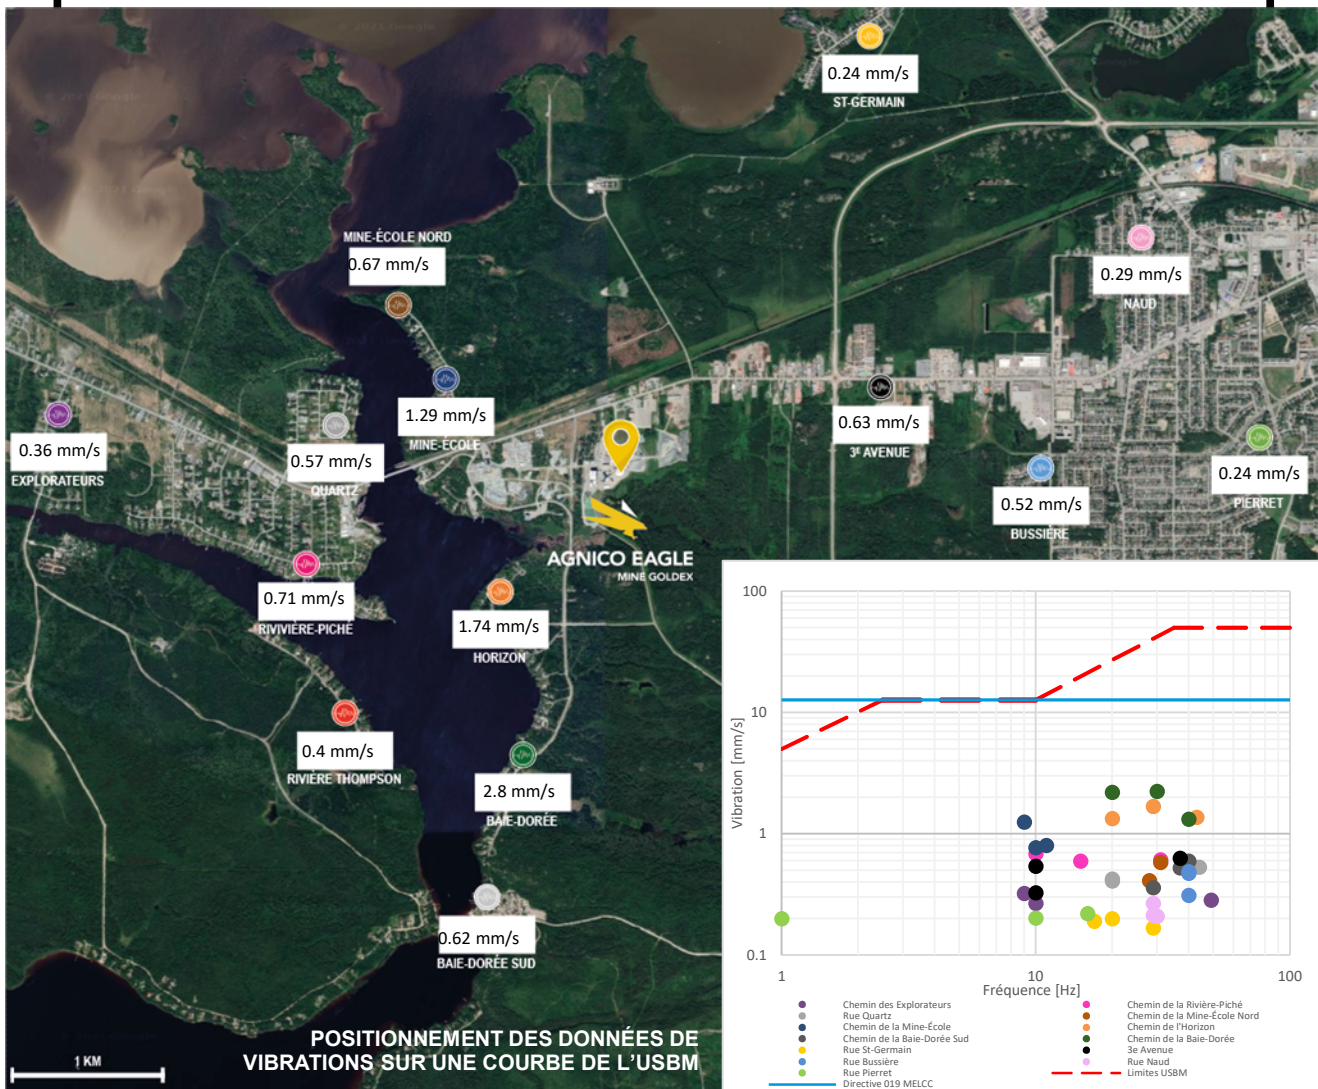 0.24 mm/s
ST-GERMAIN
MINE-ÉCOLE NORD
0.67 mm/s
0.29 mm/s
NAUD
1.29 mm/s
MINE-ÉCOLE
0.63 mm/s
3E AVENUE
0.36 mm/s
EXPLORATEURS
0.57 mm/s
QUARTZ
0.24 mm/s
PIERRET
0.52 mm/s
BUSSIÈRE
AGNICO EAGLE
MINE GOLDEX
0.71 mm/s
RIVIVIÈRE-PICHÉ
1.74 mm/s
HORIZON
0.4 mm/s
RIVIÈRE THOMPSON
2.8 mm/s
BAIE-DORÉE
0.62 mm/s
BAIE-DORÉE SUD
POSITIONNEMENT DES DONNÉES DE
VIBRATIONS SUR UNE COURBE DE L'USBM
1 KM
100
10
1
0.1
Vibration [mm/s]
1
10
100
Fréquence [Hz]
Chemin des Explorateurs
Chemin de la Rivière-Piché
Rue Quartz
Chemin de la Mine-École Nord
Chemin de la Mine-École
Chemin de l'Horizon
Chemin de la Baie-Dorée Sud
Chemin de la Baie-Dorée
Rue St-Germain
3e Avenue
Rue Bussière
Rue Naud
Rue Pierret
Limites USBM
Directive 019 MELCC